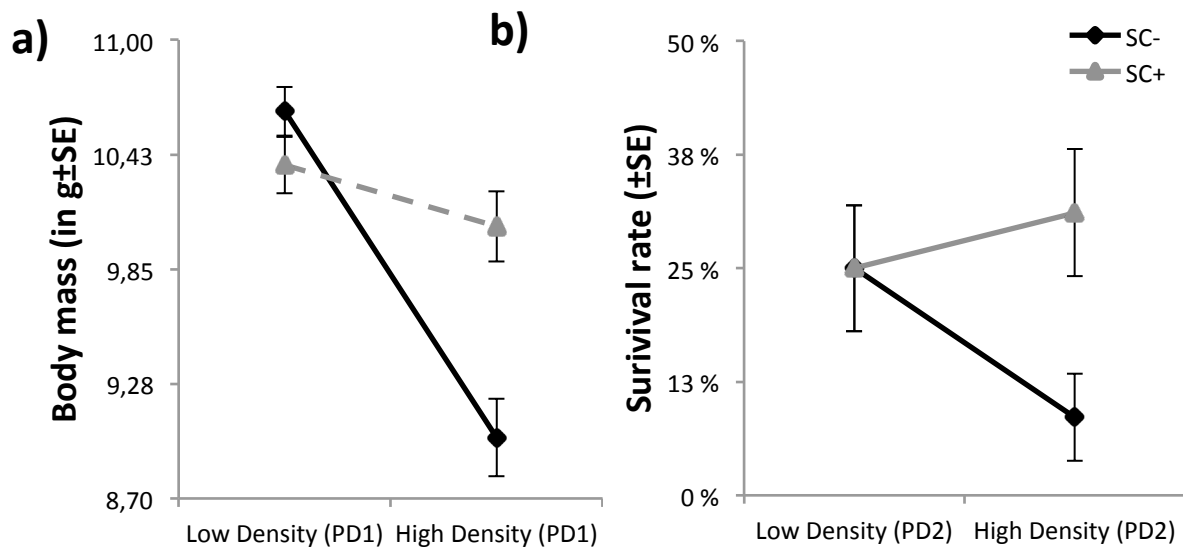 a)
Body mass (in g±SE)
11,00
10,43
9,85
9,28
8,70
Low Density (PD1) High Density (PD1)
b)
Surivival rate (±SE)
50 %
38 %
25 %
13 %
0 %
Low Density (PD2) High Density (PD2)
SC-
SC+